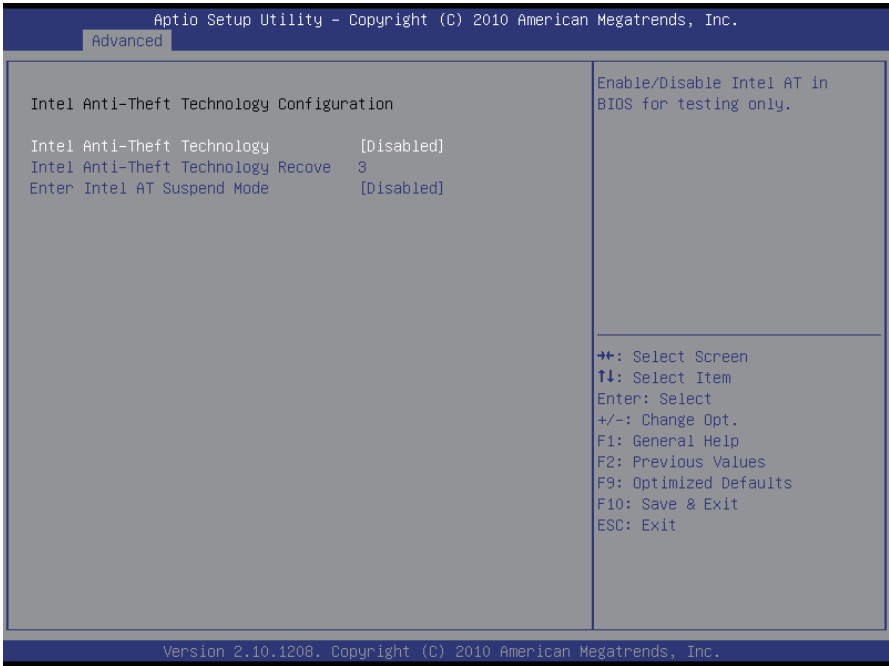 Aptio Setup Utility – Copyright (C) 2010 American Megatrends, Inc.
Advanced
Intel Anti-Theft Technology Configuration
Intel Anti-Theft Technology [Disabled]
Intel Anti-Theft Technology Recove 3
Enter Intel AT Suspend Mode [Disabled]
Enable/Disable Intel AT in
BIOS for testing only.
→←: Select Screen
↑↓: Select Item
Enter: Select
+/-: Change Opt.
F1: General Help
F2: Previous Values
F9: Optimized Defaults
F10: Save & Exit
ESC: Exit
Version 2.10.1208. Copyright (C) 2010 American Megatrends, Inc.